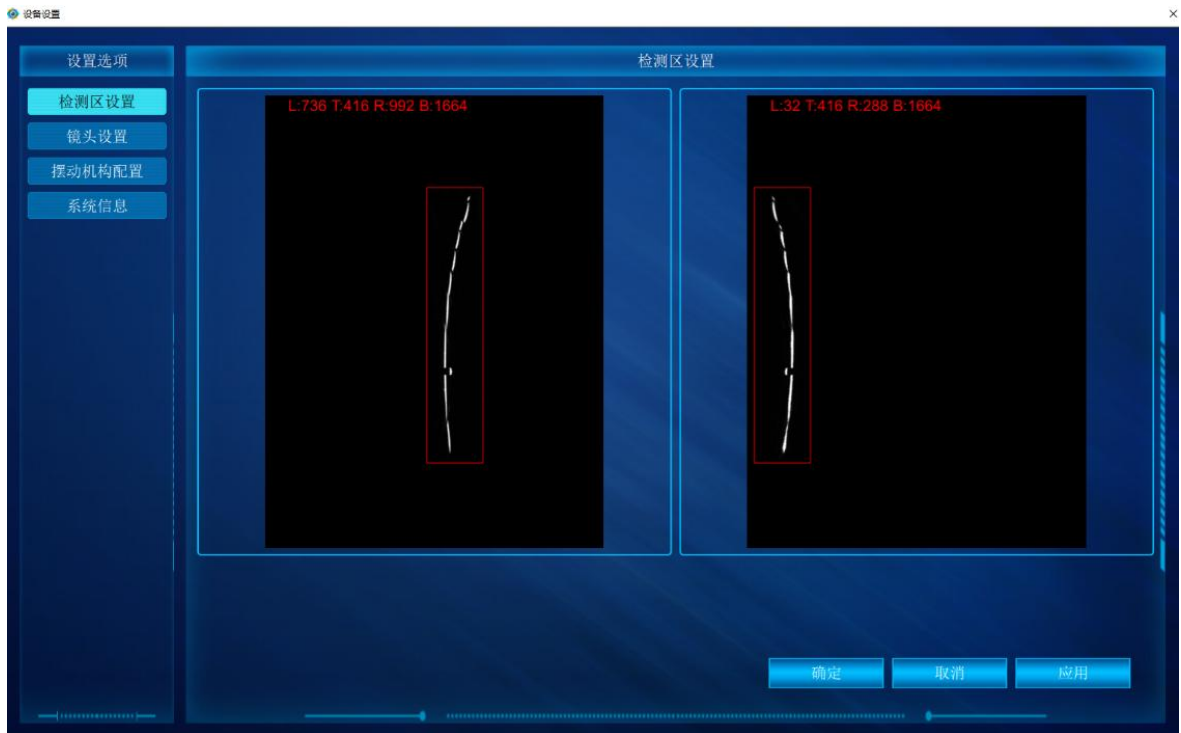 设备设置
设置选项
检测区设置
镜头设置
摆动机构配置
系统信息
检测区设置
L:736 T:416 R:992 B:1664
L:32 T:416 R:288 B:1664
确定
取消
应用